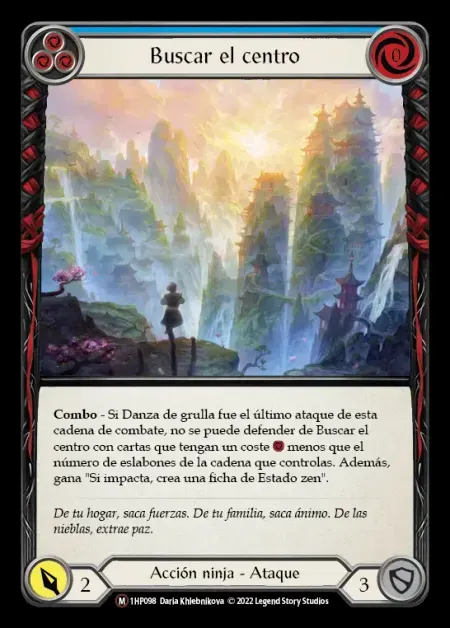 Buscar el centro
0
Combo - Si Danza de grulla fue el último ataque de esta
cadena de combate, no se puede defender de Buscar el
centro con cartas que tengan un coste menos que el
número de eslabones de la cadena que controlas. Además,
gana "Si impacta, crea una ficha de Estado zen".
De tu hogar, saca fuerzas. De tu familia, saca ánimo. De las
nieblas, extrae paz.
2
Acción ninja - Ataque
3
M 1HP098 Daria Khlebnikova © 2022 Legend Story Studios